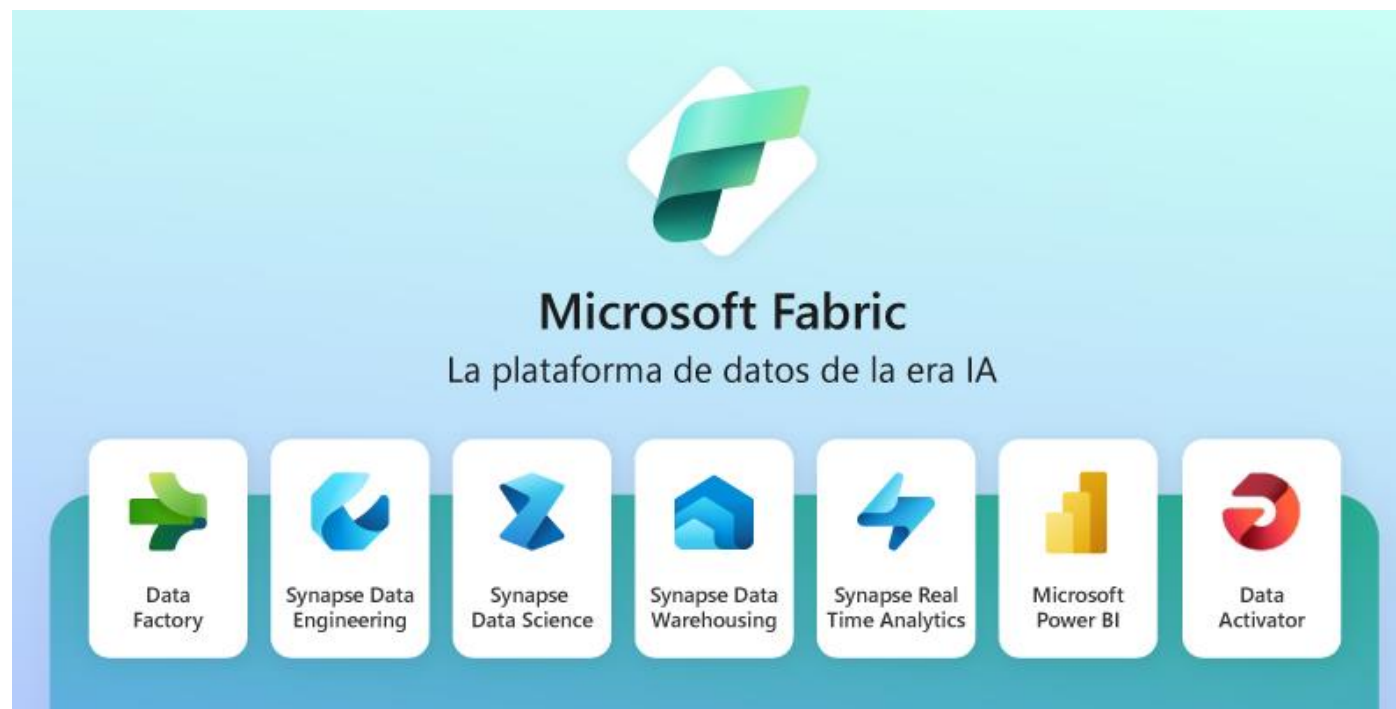 Microsoft Fabric
La plataforma de datos de la era IA
Data
Factory
Synapse Data
Engineering
Synapse
Data Science
Synapse Data
Warehousing
Synapse Real
Time Analytics
Microsoft
Power BI
Data
Activator